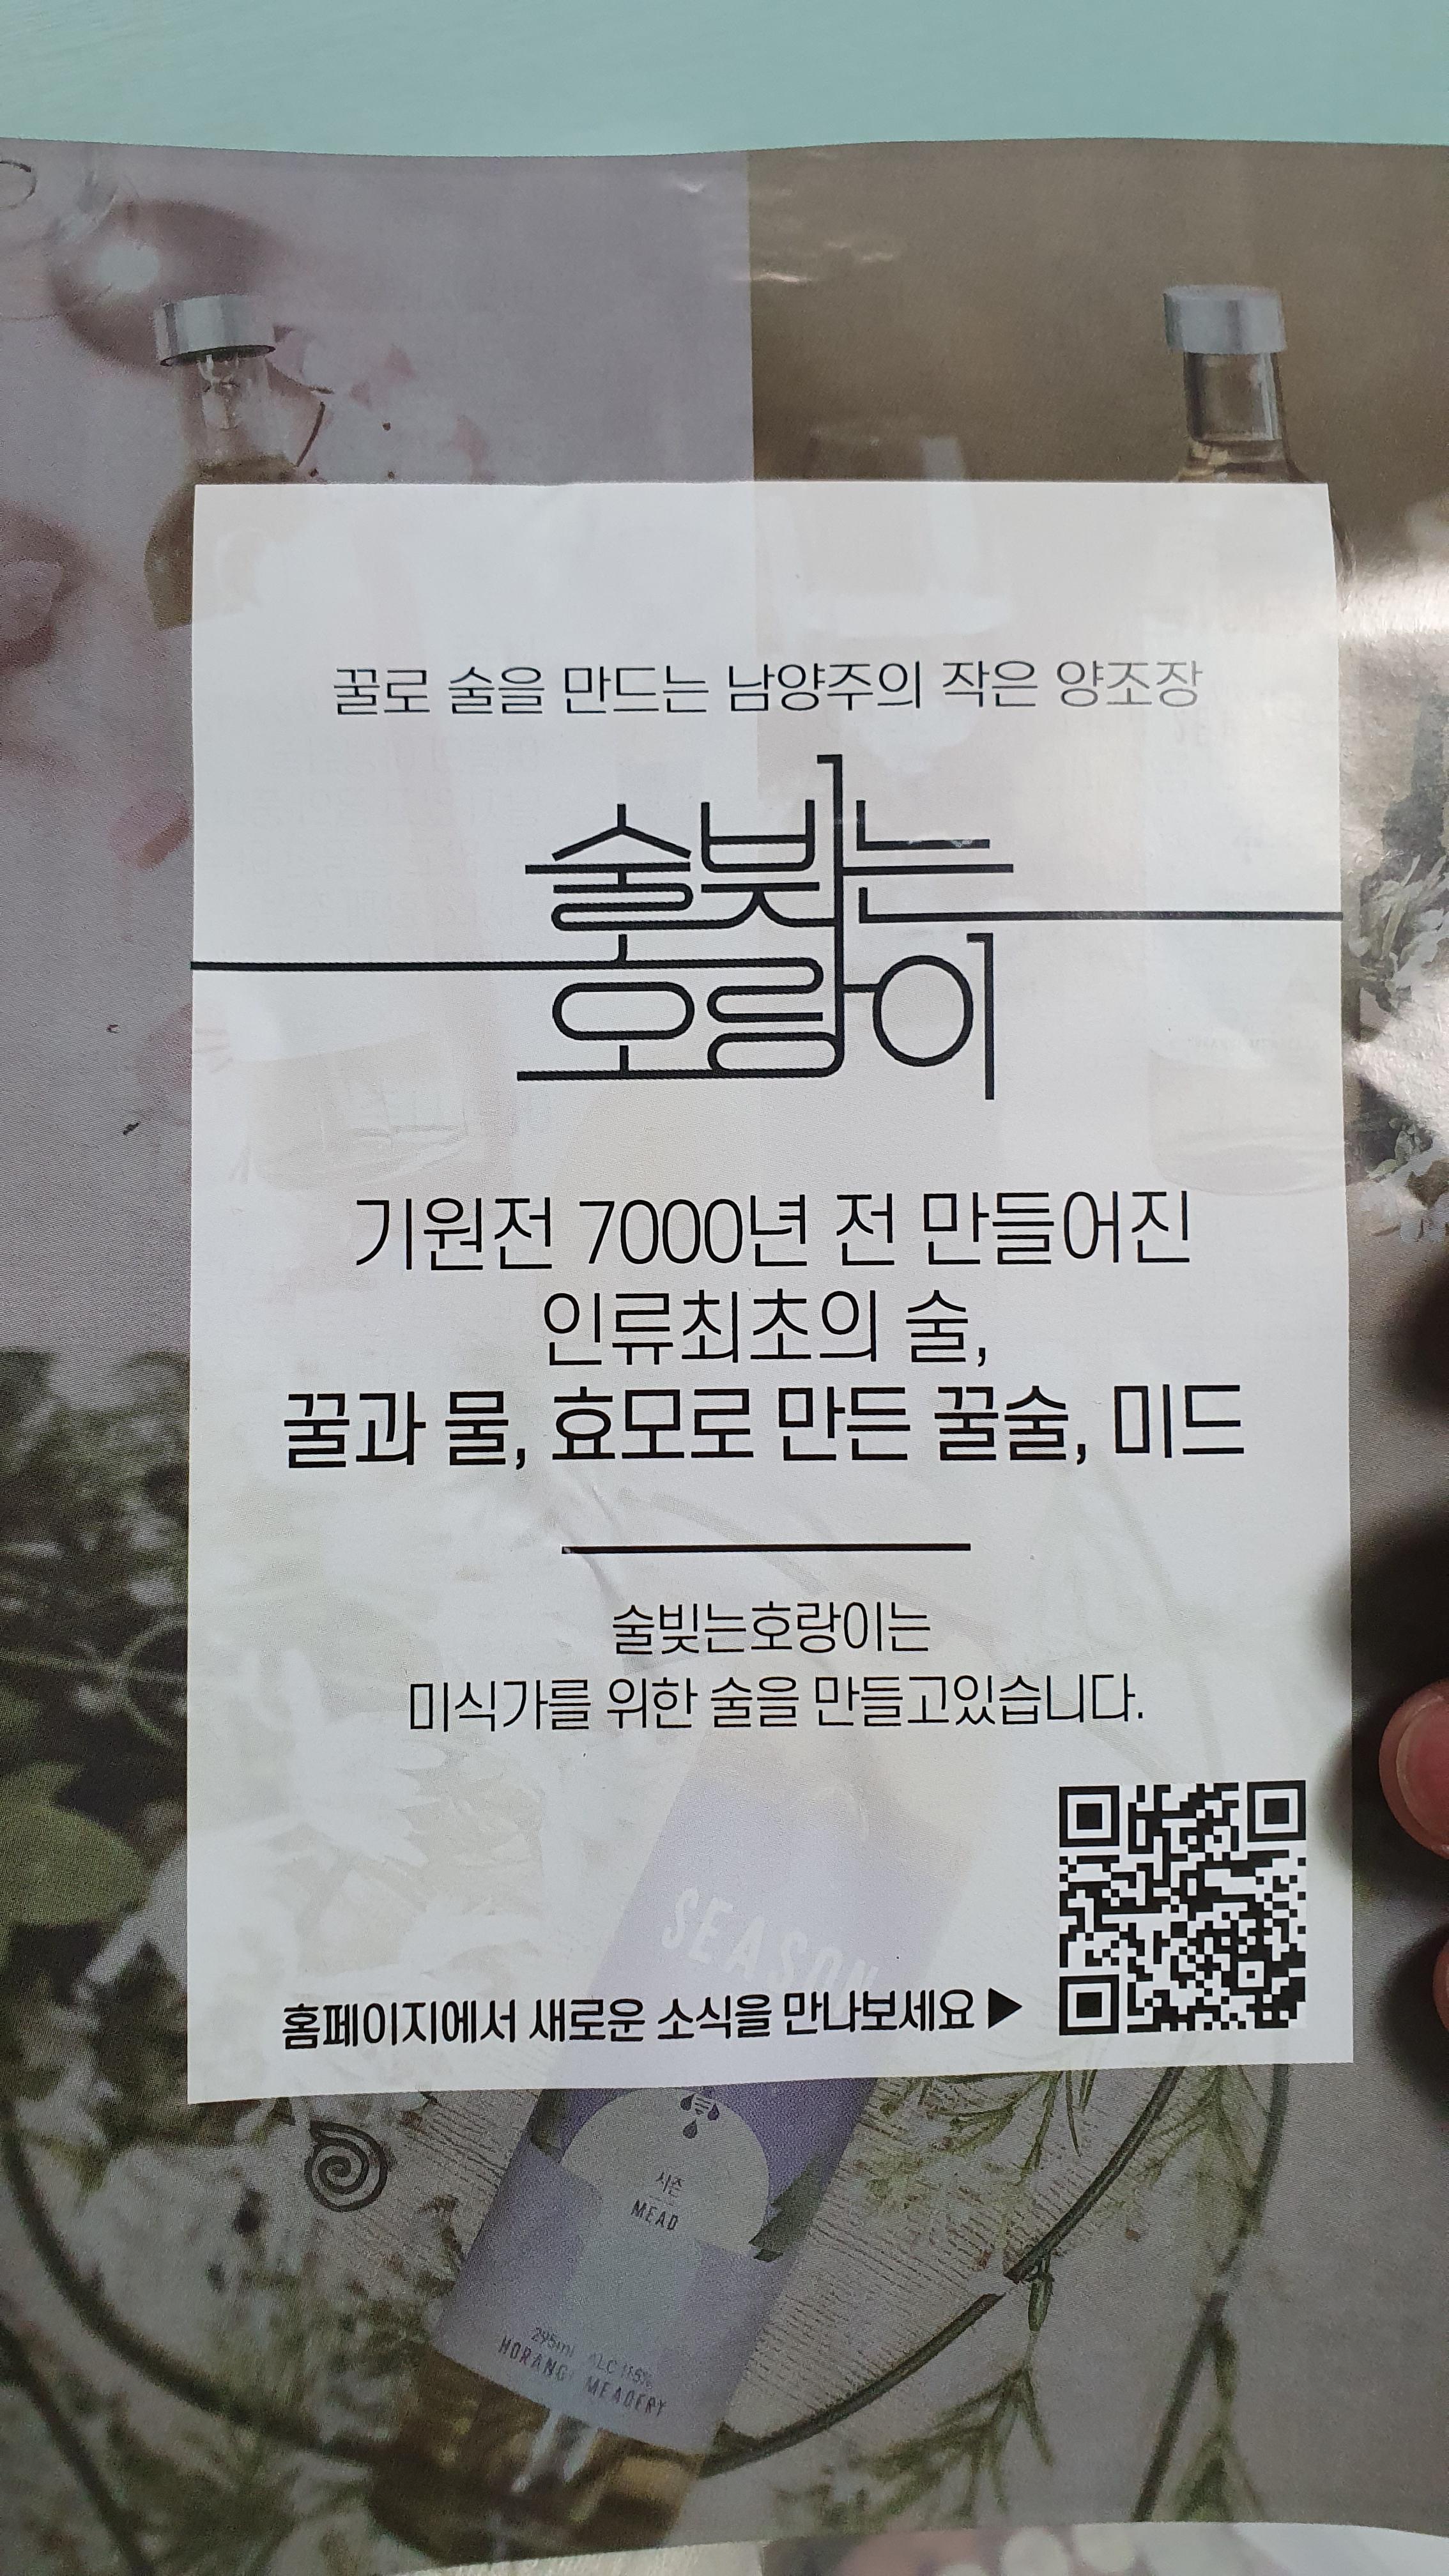 꿀로 술을 만드는 남양주의 작은 양조장
술빚는
호랑이
기원전 7000년 전 만들어진
인류최초의 술,
꿀과 물, 효모로 만든 꿀술, 미드
술빚는호랑이는
미식가를 위한 술을 만들고있습니다.
SEASON
홈페이지에서 새로운 소식을 만나보세요 ▶
시즌
MEAD
295ml ALC 11.5%
HORANGI MEADERY